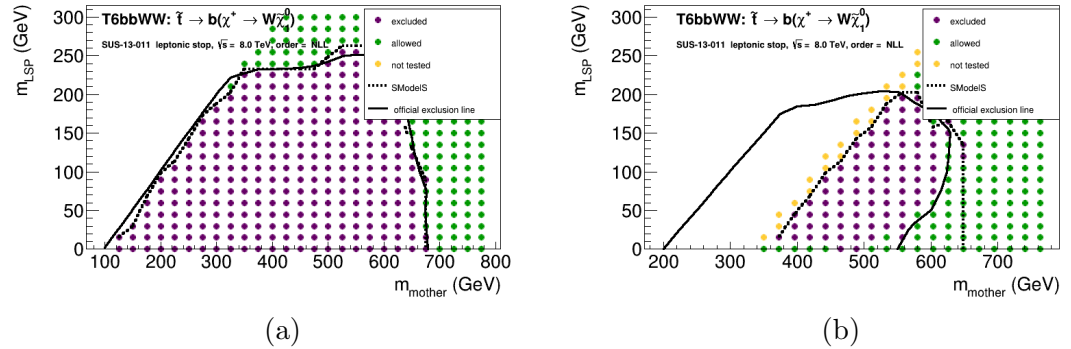 T6bbWW: t̃ → b(χ⁺ → Wχ̃₁⁰)
SUS-13-011 leptonic stop, √s = 8.0 TeV, order = NLL
excluded
allowed
not tested
SModelS
official exclusion line
m_LSP (GeV)
300
250
200
150
100
50
0
100 200 300 400 500 600 700 800
m_mother (GeV)
(a)
T6bbWW: t̃ → b(χ⁺ → Wχ̃₁⁰)
SUS-13-011 leptonic stop, √s = 8.0 TeV, order = NLL
excluded
allowed
not tested
SModelS
official exclusion line
m_LSP (GeV)
300
250
200
150
100
50
0
200 300 400 500 600 700
m_mother (GeV)
(b)